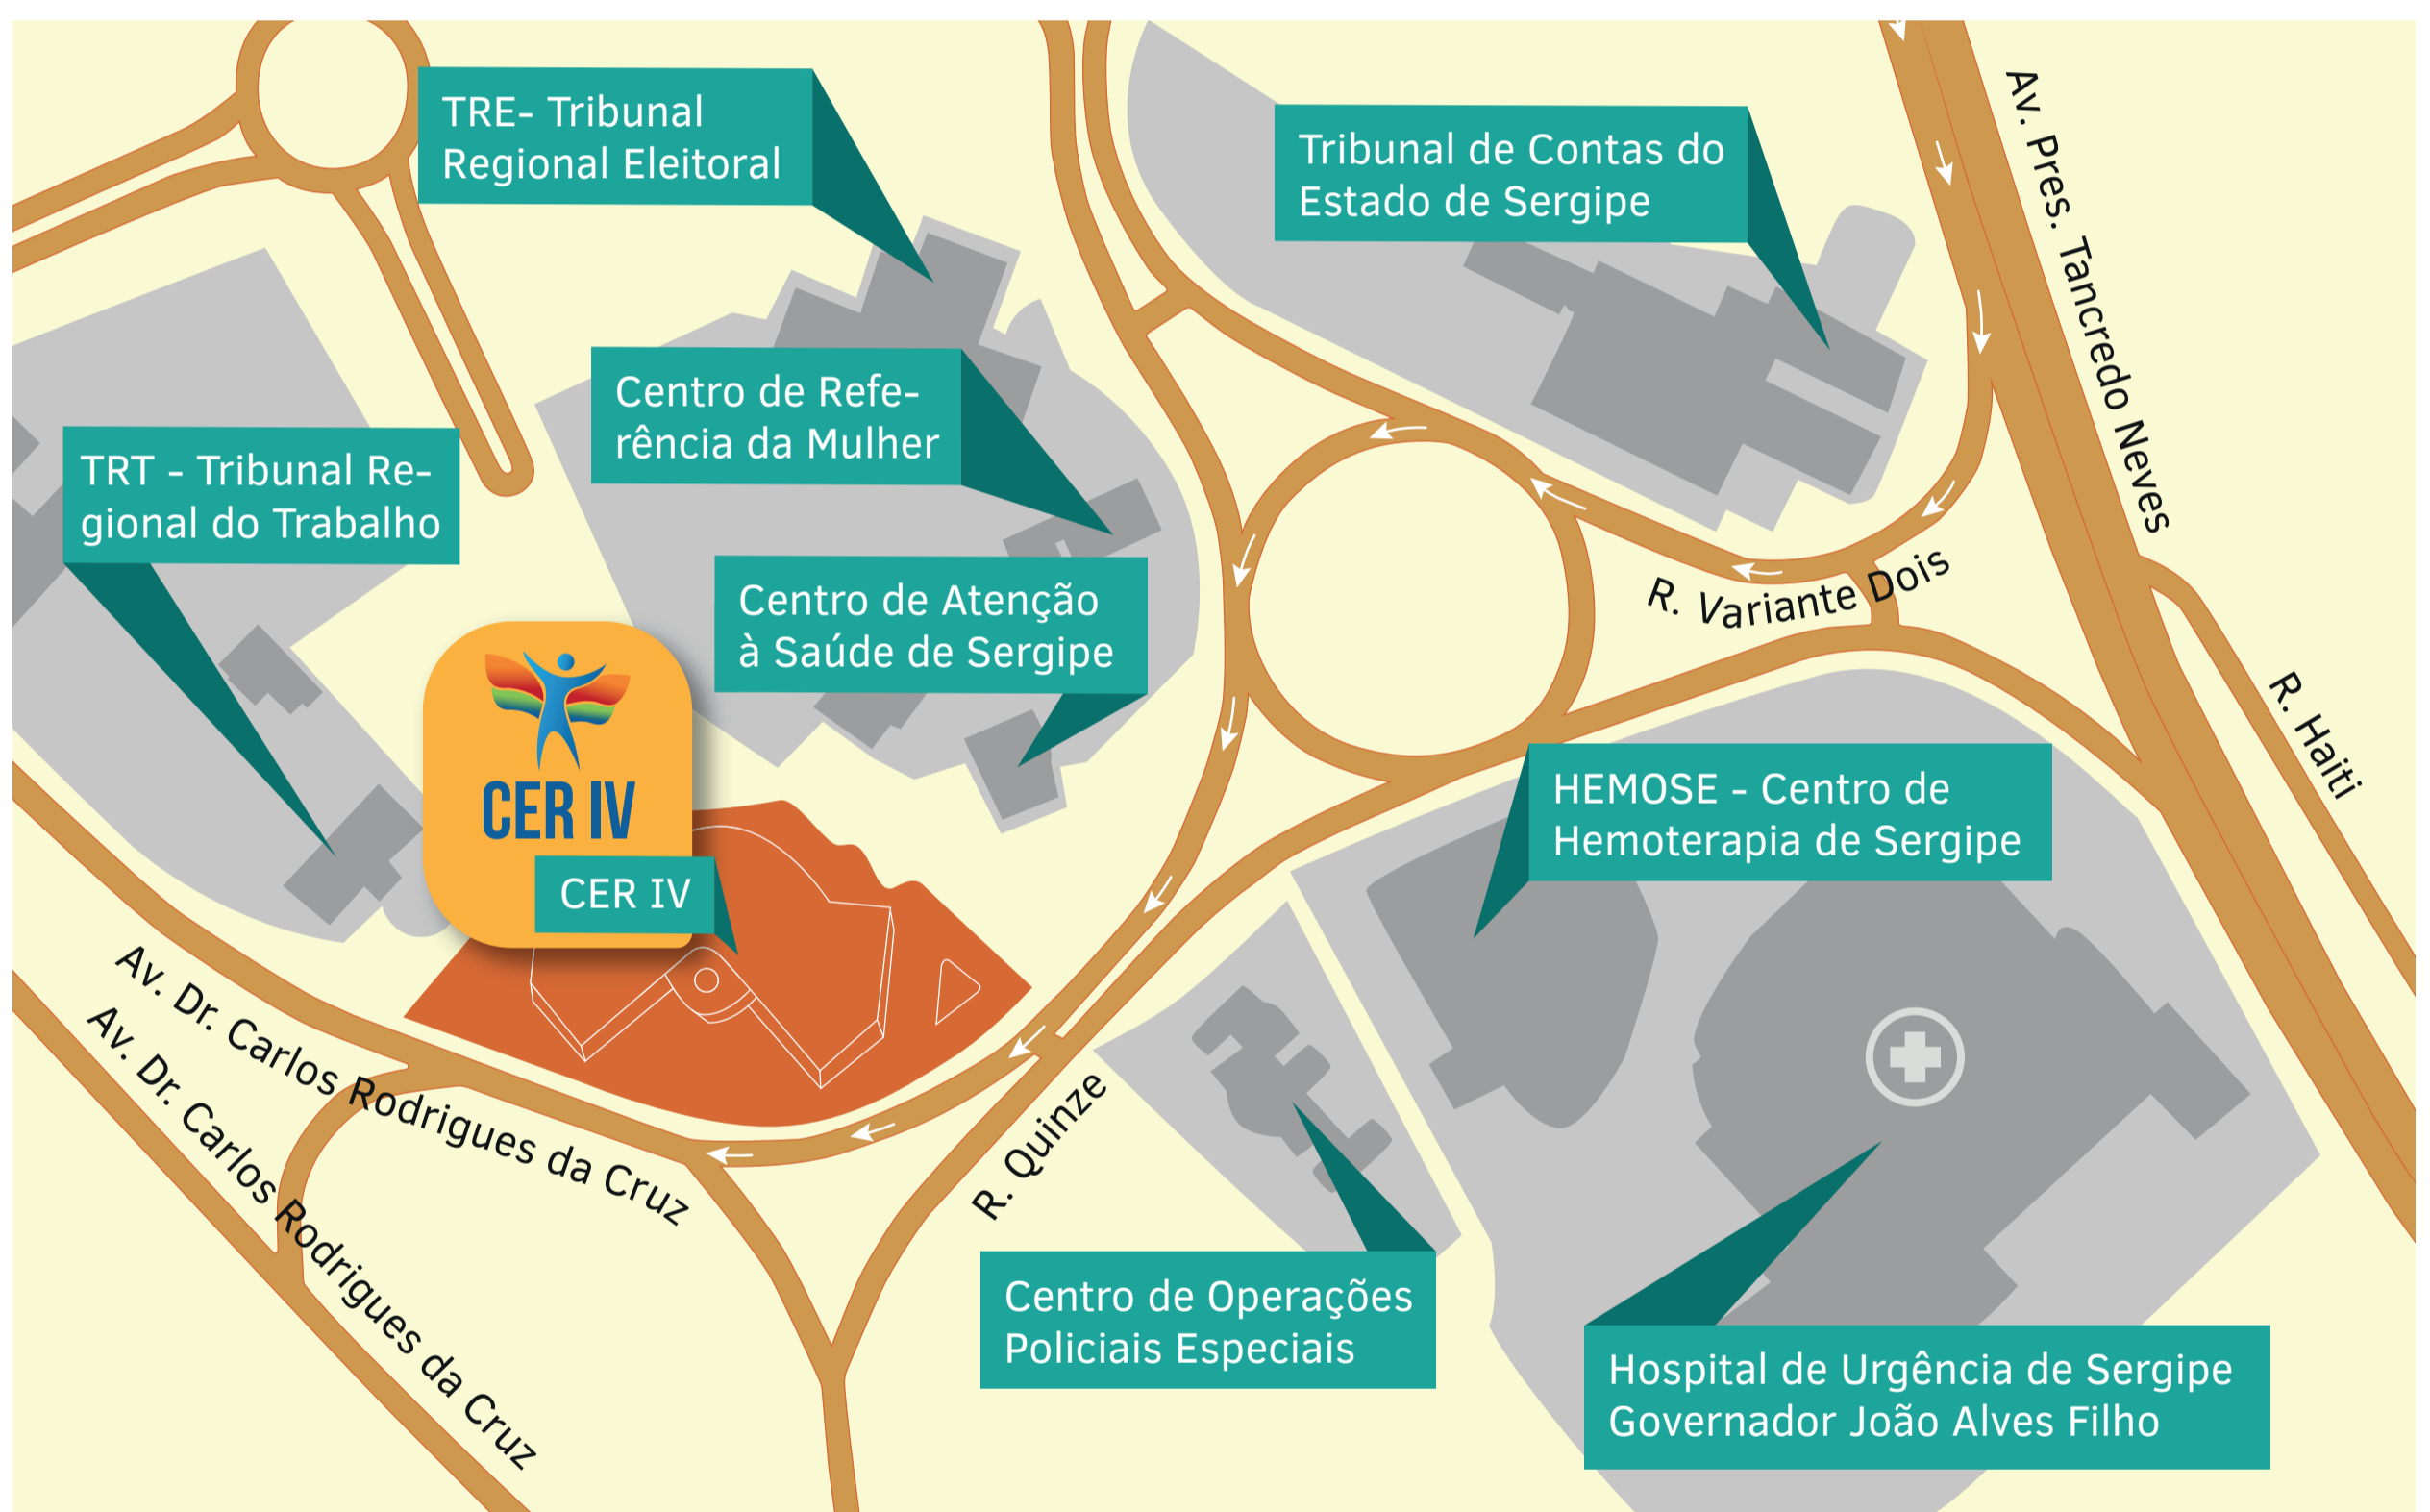 TRE- Tribunal
Regional Eleitoral
Tribunal de Contas do
Estado de Sergipe
Av. Pres. Tancredo Neves
Centro de Refe-
rência da Mulher
TRT - Tribunal Re-
gional do Trabalho
Centro de Atenção
à Saúde de Sergipe
R. Variante Dois
R. Haiti
CER IV
CER IV
HEMOSE - Centro de
Hemoterapia de Sergipe
Av. Dr. Carlos Rodrigues da Cruz
Av. Dr. Carlos Rodrigues da Cruz
R. Quinze
Centro de Operações
Policiais Especiais
Hospital de Urgência de Sergipe
Governador João Alves Filho